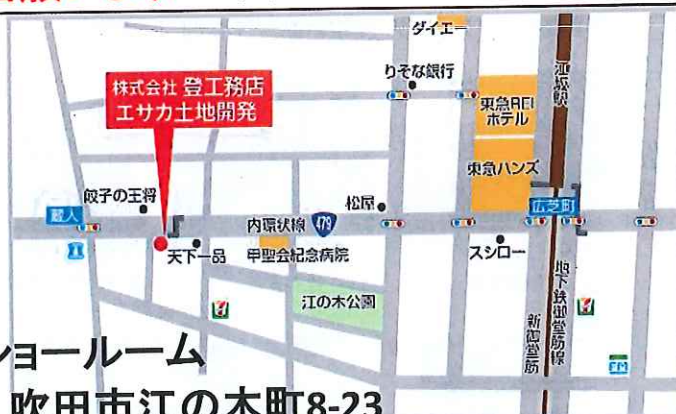 ダイエー
りそな銀行
江坂駅
株式会社 登工務店
エサカ土地開発
東急REI
ホテル
東急ハンズ
餃子の王将
松屋
蔵人
内環状線 479
広芝町
天下一品
甲聖会紀念病院
スシロー
江の木公園
地下鉄御堂筋線
新御堂筋
ショールーム
吹田市江の木町8-23